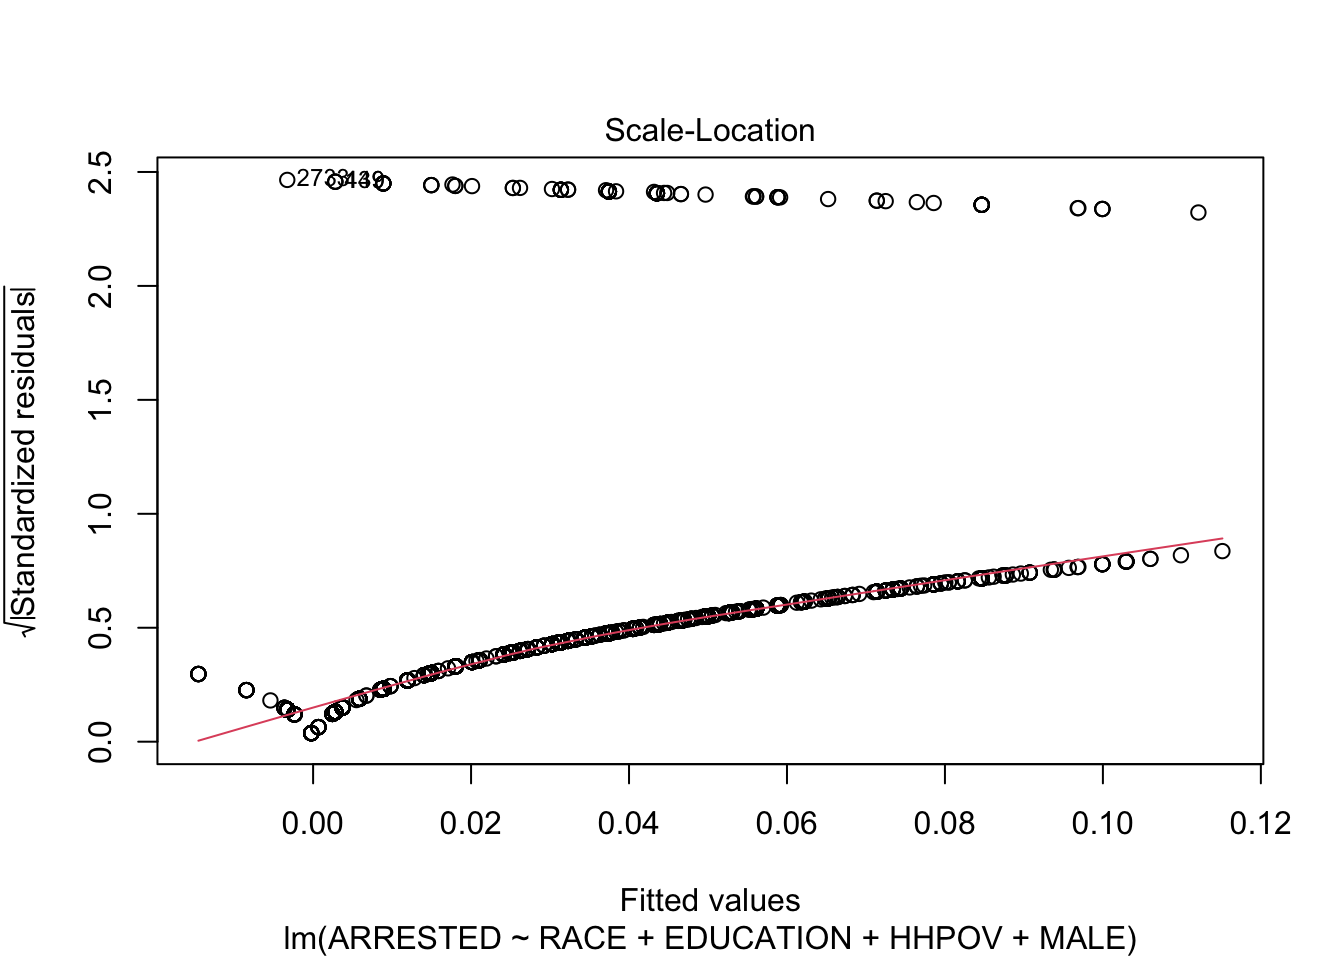 Scale-Location
√|Standardized residuals|
2.5
2.0
1.5
1.0
0.5
0.0
0.00 0.02 0.04 0.06 0.08 0.10 0.12
Fitted values
lm(ARRESTED ~ RACE + EDUCATION + HHPOV + MALE)